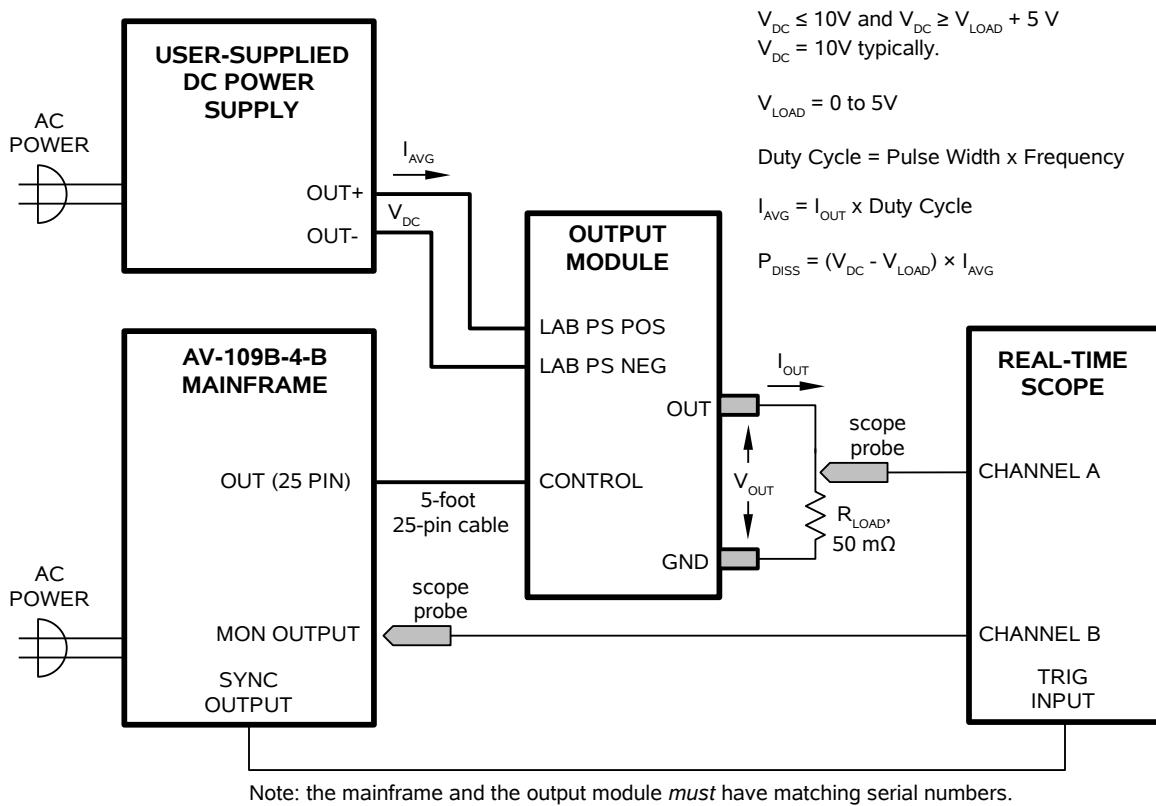 V_DC ≤ 10V and V_DC ≥ V_LOAD + 5 V
V_DC = 10V typically.
V_LOAD = 0 to 5V
Duty Cycle = Pulse Width x Frequency
I_AVG = I_OUT x Duty Cycle
P_DISS = (V_DC - V_LOAD) × I_AVG
USER-SUPPLIED
DC POWER
SUPPLY
AC
POWER
OUT+
OUT-
I_AVG
V_DC
OUTPUT
MODULE
LAB PS POS
LAB PS NEG
OUT
CONTROL
GND
AV-109B-4-B
MAINFRAME
OUT (25 PIN)
5-foot
25-pin cable
AC
POWER
MON OUTPUT
SYNC
OUTPUT
scope
probe
I_OUT
V_OUT
R_LOAD,
50 mΩ
scope
probe
REAL-TIME
SCOPE
CHANNEL A
CHANNEL B
TRIG
INPUT
Note: the mainframe and the output module must have matching serial numbers.